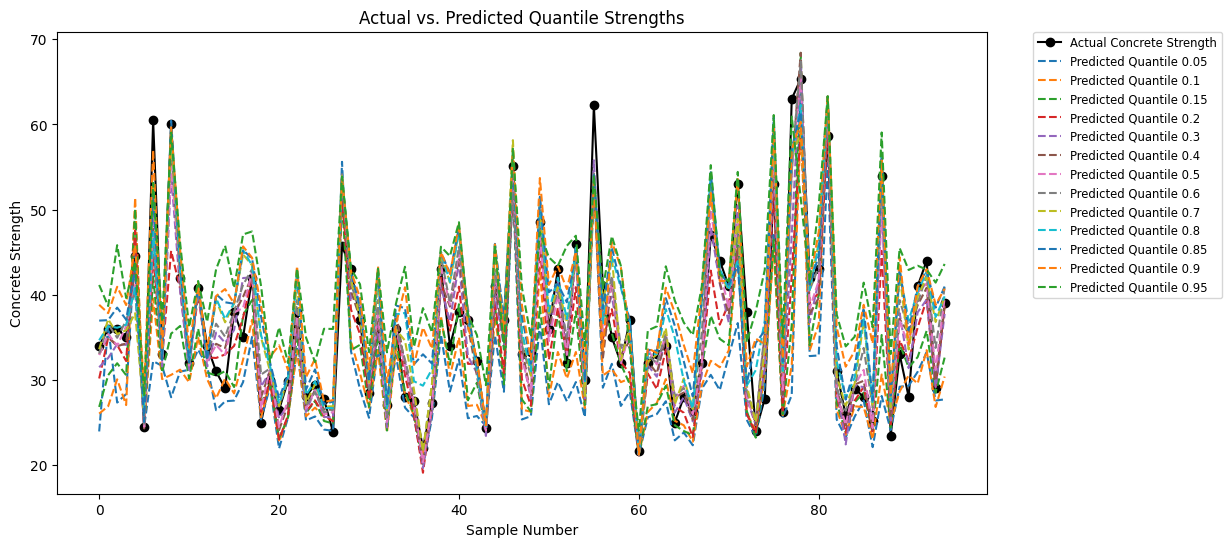 Actual vs. Predicted Quantile Strengths
70
60
50
40
30
20
Concrete Strength
0
20
40
60
80
Sample Number
Actual Concrete Strength
Predicted Quantile 0.05
Predicted Quantile 0.1
Predicted Quantile 0.15
Predicted Quantile 0.2
Predicted Quantile 0.3
Predicted Quantile 0.4
Predicted Quantile 0.5
Predicted Quantile 0.6
Predicted Quantile 0.7
Predicted Quantile 0.8
Predicted Quantile 0.85
Predicted Quantile 0.9
Predicted Quantile 0.95